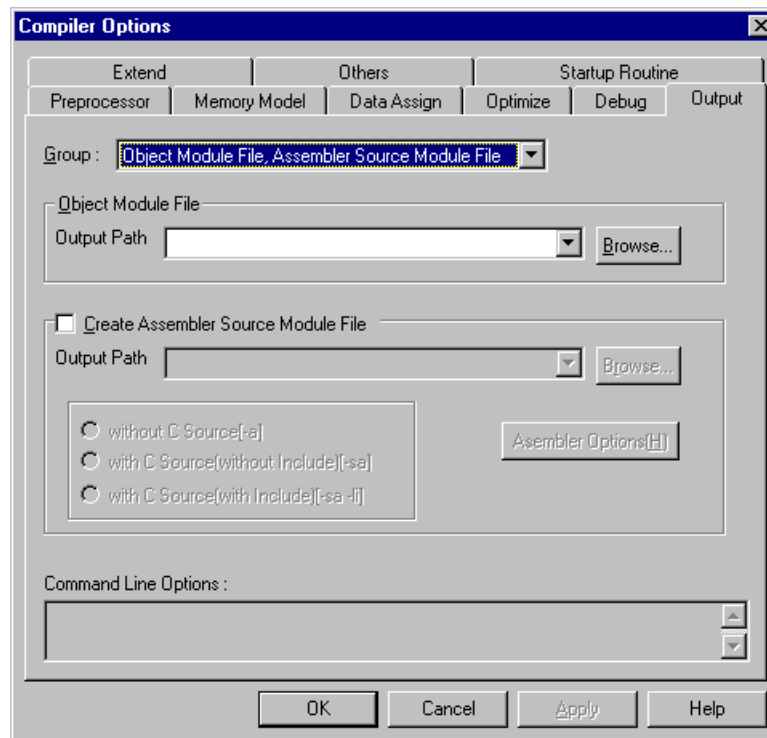 Compiler Options
Extend Others Startup Routine
Preprocessor Memory Model Data Assign Optimize Debug Output
Group : Object Module File, Assembler Source Module File
Object Module File
Output Path Browse...
Create Assembler Source Module File
Output Path Browse...
without C Source[-a]
Asembler Options(H)
with C Source(without Include)[-sa]
with C Source(with Include)[-sa -li]
Command Line Options :
OK Cancel Apply Help